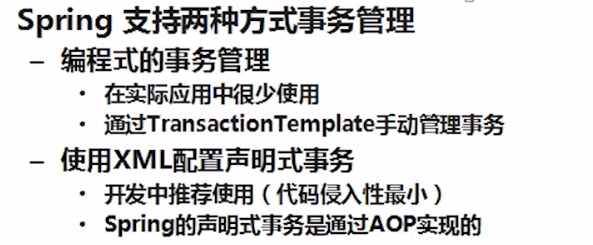 Spring 支持两种方式事务管理
– 编程式的事务管理
• 在实际应用中很少使用
• 通过TransactionTemplate手动管理事务
– 使用XML配置声明式事务
• 开发中推荐使用（代码侵入性最小）
• Spring的声明式事务是通过AOP实现的